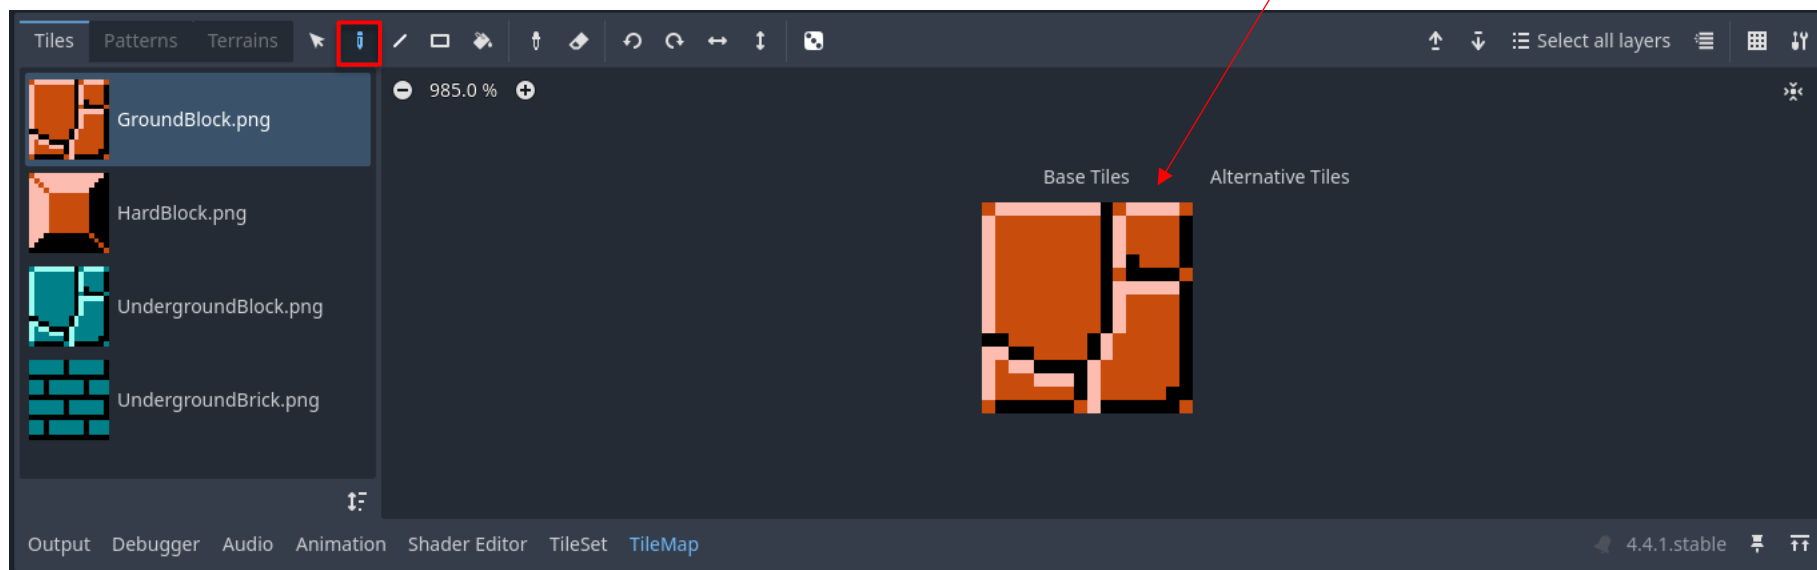 Tiles Patterns Terrains Select all layers
985.0 %
GroundBlock.png
HardBlock.png
UndergroundBlock.png
UndergroundBrick.png
Base Tiles Alternative Tiles
Output Debugger Audio Animation Shader Editor TileSet TileMap 4.4.1.stable